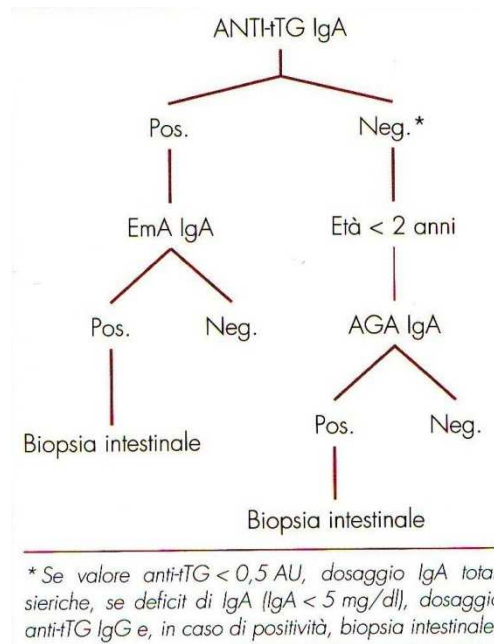 ANTI-tTG IgA
Pos. Neg.*
EmA IgA Età < 2 anni
Pos. Neg. AGA IgA
Biopsia intestinale Pos. Neg.
Biopsia intestinale
* Se valore anti-tTG < 0,5 AU, dosaggio IgA total
sieriche, se deficit di IgA (IgA < 5 mg/dl), dosaggio
anti-tTG IgG e, in caso di positività, biopsia intestinale